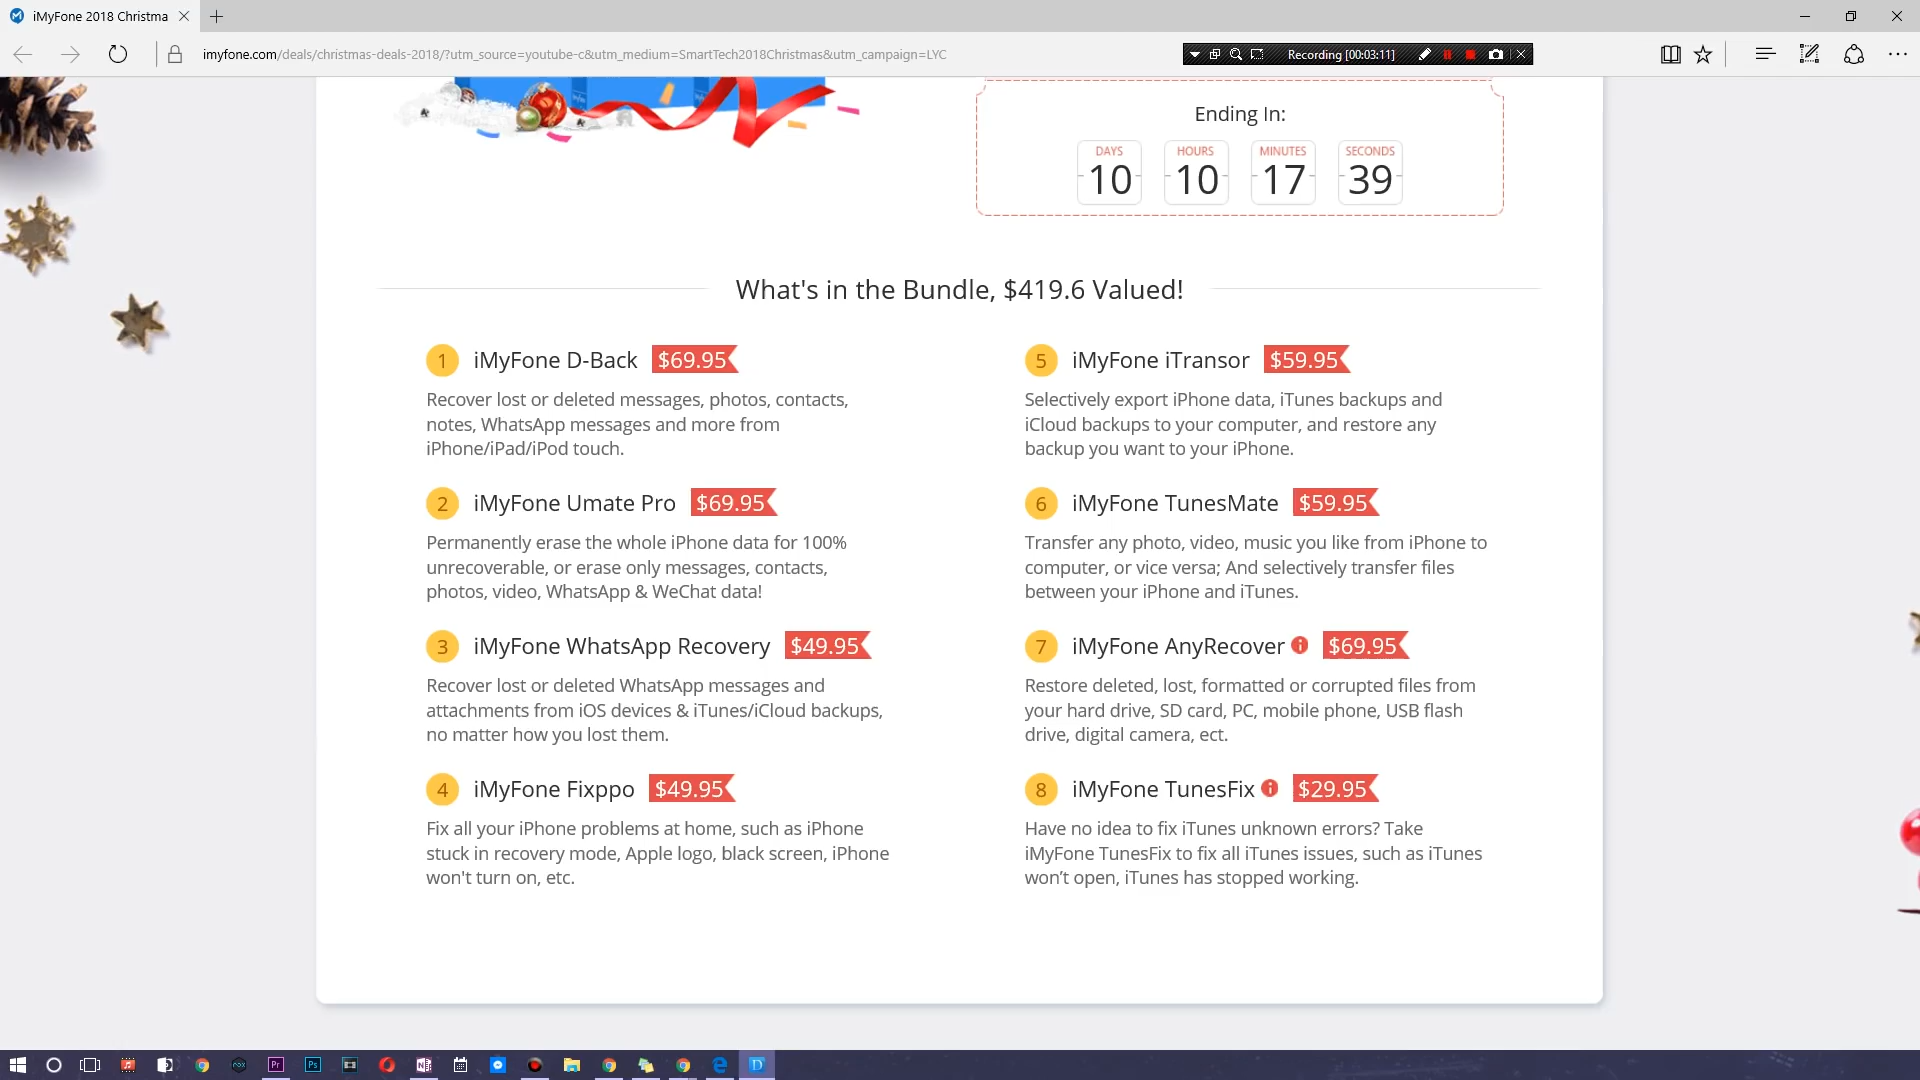 iMyFone 2018 Christma
imyfone.com/deals/christmas-deals-2018/?utm_source=youtube-c&utm_medium=SmartTech2018Christmas&utm_campaign=LYC
Recording [00:03:11]
Ending In:
DAYS HOURS MINUTES SECONDS
10 10 17 39
What's in the Bundle, $419.6 Valued!
1 iMyFone D-Back $69.95
Recover lost or deleted messages, photos, contacts,
notes, WhatsApp messages and more from
iPhone/iPad/iPod touch.
2 iMyFone Umate Pro $69.95
Permanently erase the whole iPhone data for 100%
unrecoverable, or erase only messages, contacts,
photos, video, WhatsApp & WeChat data!
3 iMyFone WhatsApp Recovery $49.95
Recover lost or deleted WhatsApp messages and
attachments from iOS devices & iTunes/iCloud backups,
no matter how you lost them.
4 iMyFone Fixppo $49.95
Fix all your iPhone problems at home, such as iPhone
stuck in recovery mode, Apple logo, black screen, iPhone
won't turn on, etc.
5 iMyFone iTransor $59.95
Selectively export iPhone data, iTunes backups and
iCloud backups to your computer, and restore any
backup you want to your iPhone.
6 iMyFone TunesMate $59.95
Transfer any photo, video, music you like from iPhone to
computer, or vice versa; And selectively transfer files
between your iPhone and iTunes.
7 iMyFone AnyRecover $69.95
Restore deleted, lost, formatted or corrupted files from
your hard drive, SD card, PC, mobile phone, USB flash
drive, digital camera, ect.
8 iMyFone TunesFix $29.95
Have no idea to fix iTunes unknown errors? Take
iMyFone TunesFix to fix all iTunes issues, such as iTunes
won’t open, iTunes has stopped working.
Pr Ps D